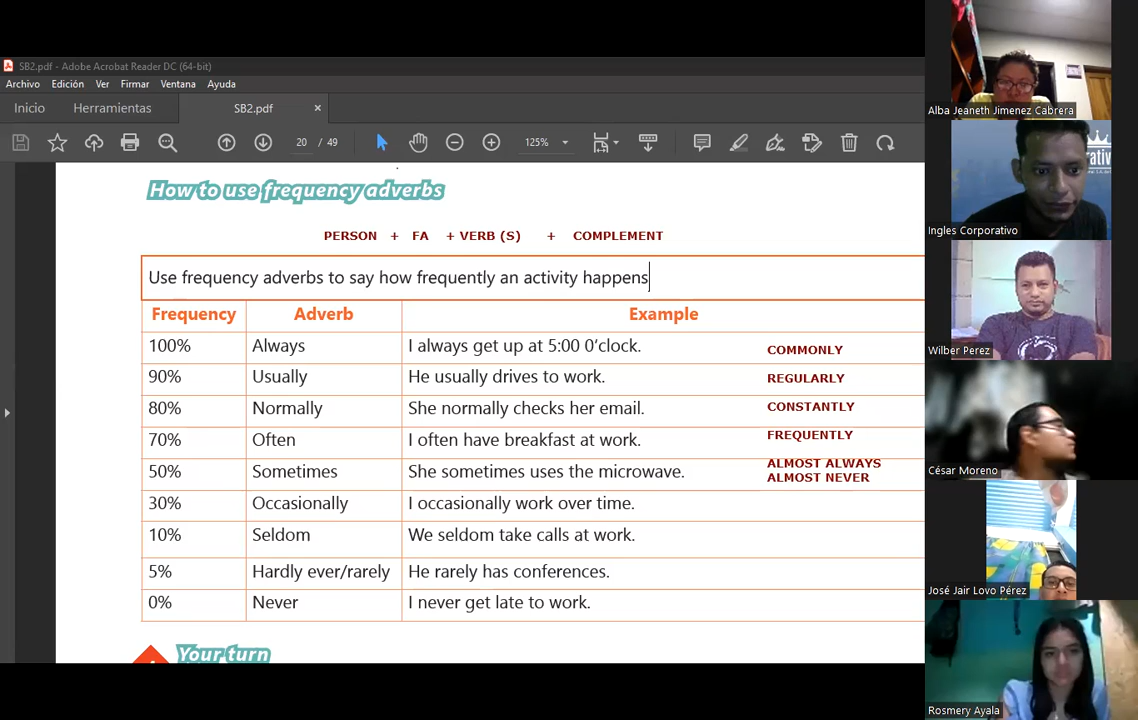 SB2.pdf - Adobe Acrobat Reader DC (64-bit)
Archivo Edición Ver Firmar Ventana Ayuda
Inicio Herramientas SB2.pdf ×
20 / 49 125%
How to use frequency adverbs
PERSON + FA + VERB (S) + COMPLEMENT
Use frequency adverbs to say how frequently an activity happens
Frequency Adverb Example
100% Always I always get up at 5:00 0'clock.
COMMONLY
90% Usually He usually drives to work.
REGULARLY
80% Normally She normally checks her email.
CONSTANTLY
70% Often I often have breakfast at work.
FREQUENTLY
50% Sometimes She sometimes uses the microwave.
ALMOST ALWAYS
ALMOST NEVER
30% Occasionally I occasionally work over time.
10% Seldom We seldom take calls at work.
5% Hardly ever/rarely He rarely has conferences.
0% Never I never get late to work.
Your turn
Alba Jeaneth Jimenez Cabrera
Ingles Corporativo
Wilber Perez
César Moreno
José Jair Lovo Pérez
Rosmery Ayala